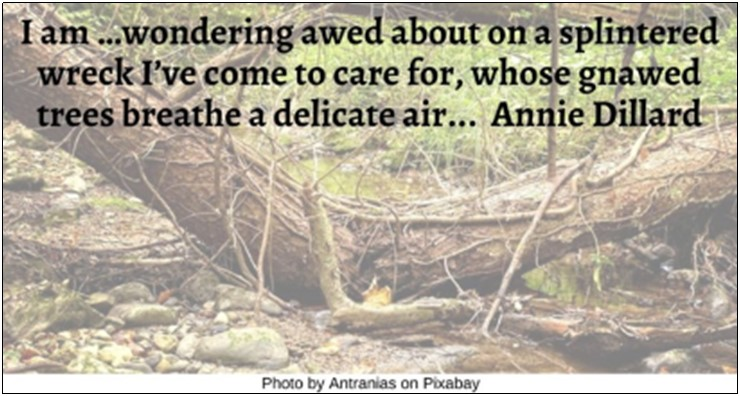 I am ...wondering awed about on a splintered
wreck I’ve come to care for, whose gnawed
trees breathe a delicate air... Annie Dillard
Photo by Antranias on Pixabay